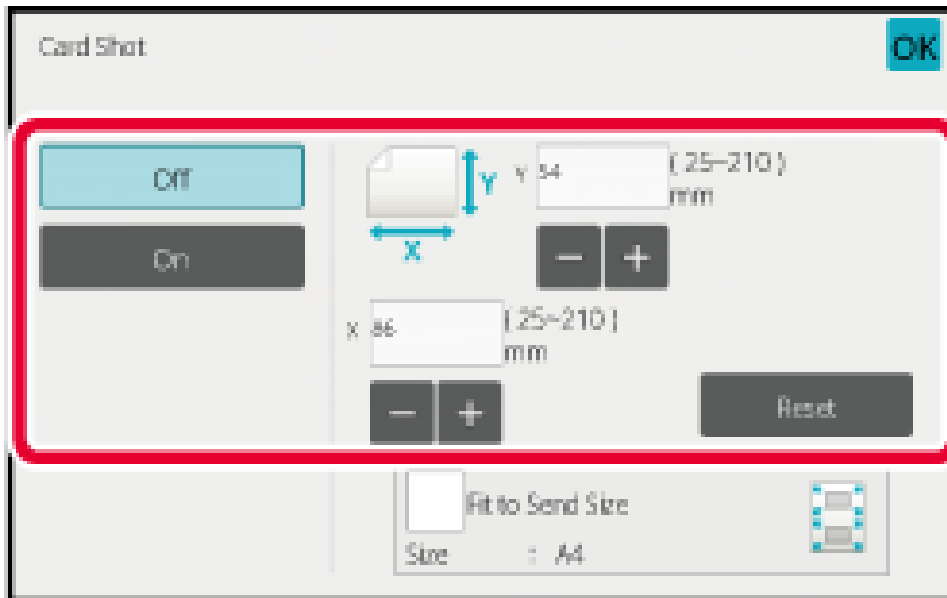 Card Shot
OK
Off
Y
Y 54
( 25~210 )
mm
On
X
− +
X 86
( 25~210 )
mm
− +
Reset
Fit to Send Size
Size : A4